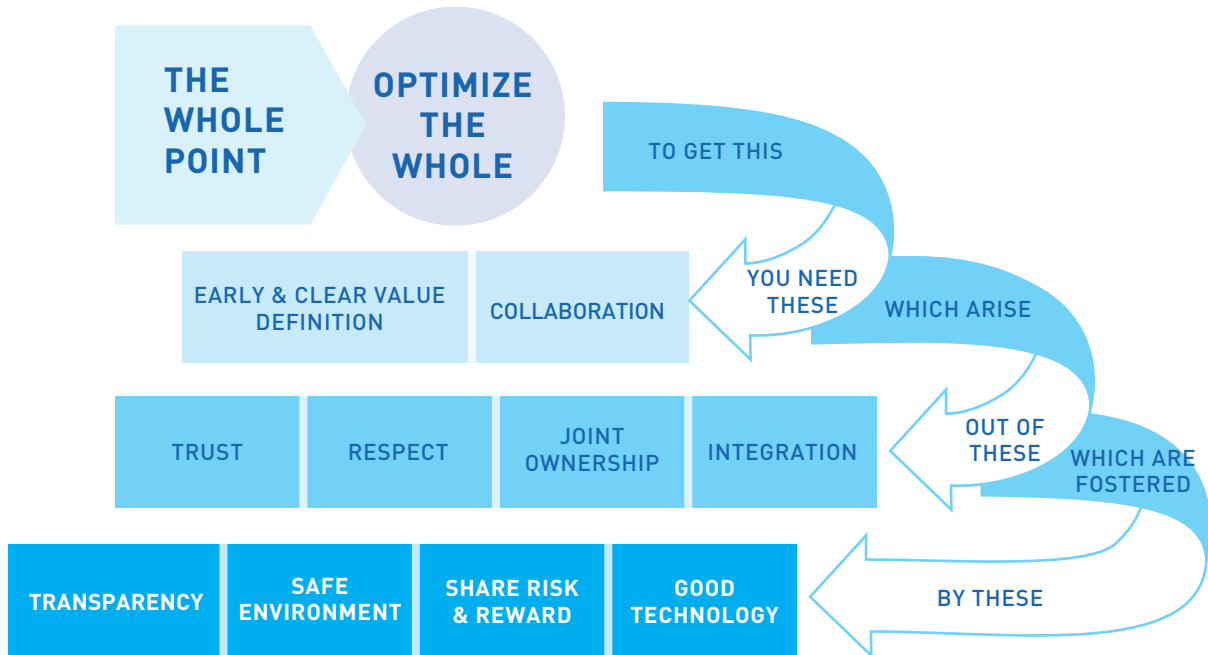 THE
WHOLE
POINT
OPTIMIZE
THE
WHOLE
TO GET THIS
EARLY & CLEAR VALUE
DEFINITION
COLLABORATION
YOU NEED
THESE
WHICH ARISE
TRUST
RESPECT
JOINT
OWNERSHIP
INTEGRATION
OUT OF
THESE
WHICH ARE
FOSTERED
TRANSPARENCY
SAFE
ENVIRONMENT
SHARE RISK
& REWARD
GOOD
TECHNOLOGY
BY THESE